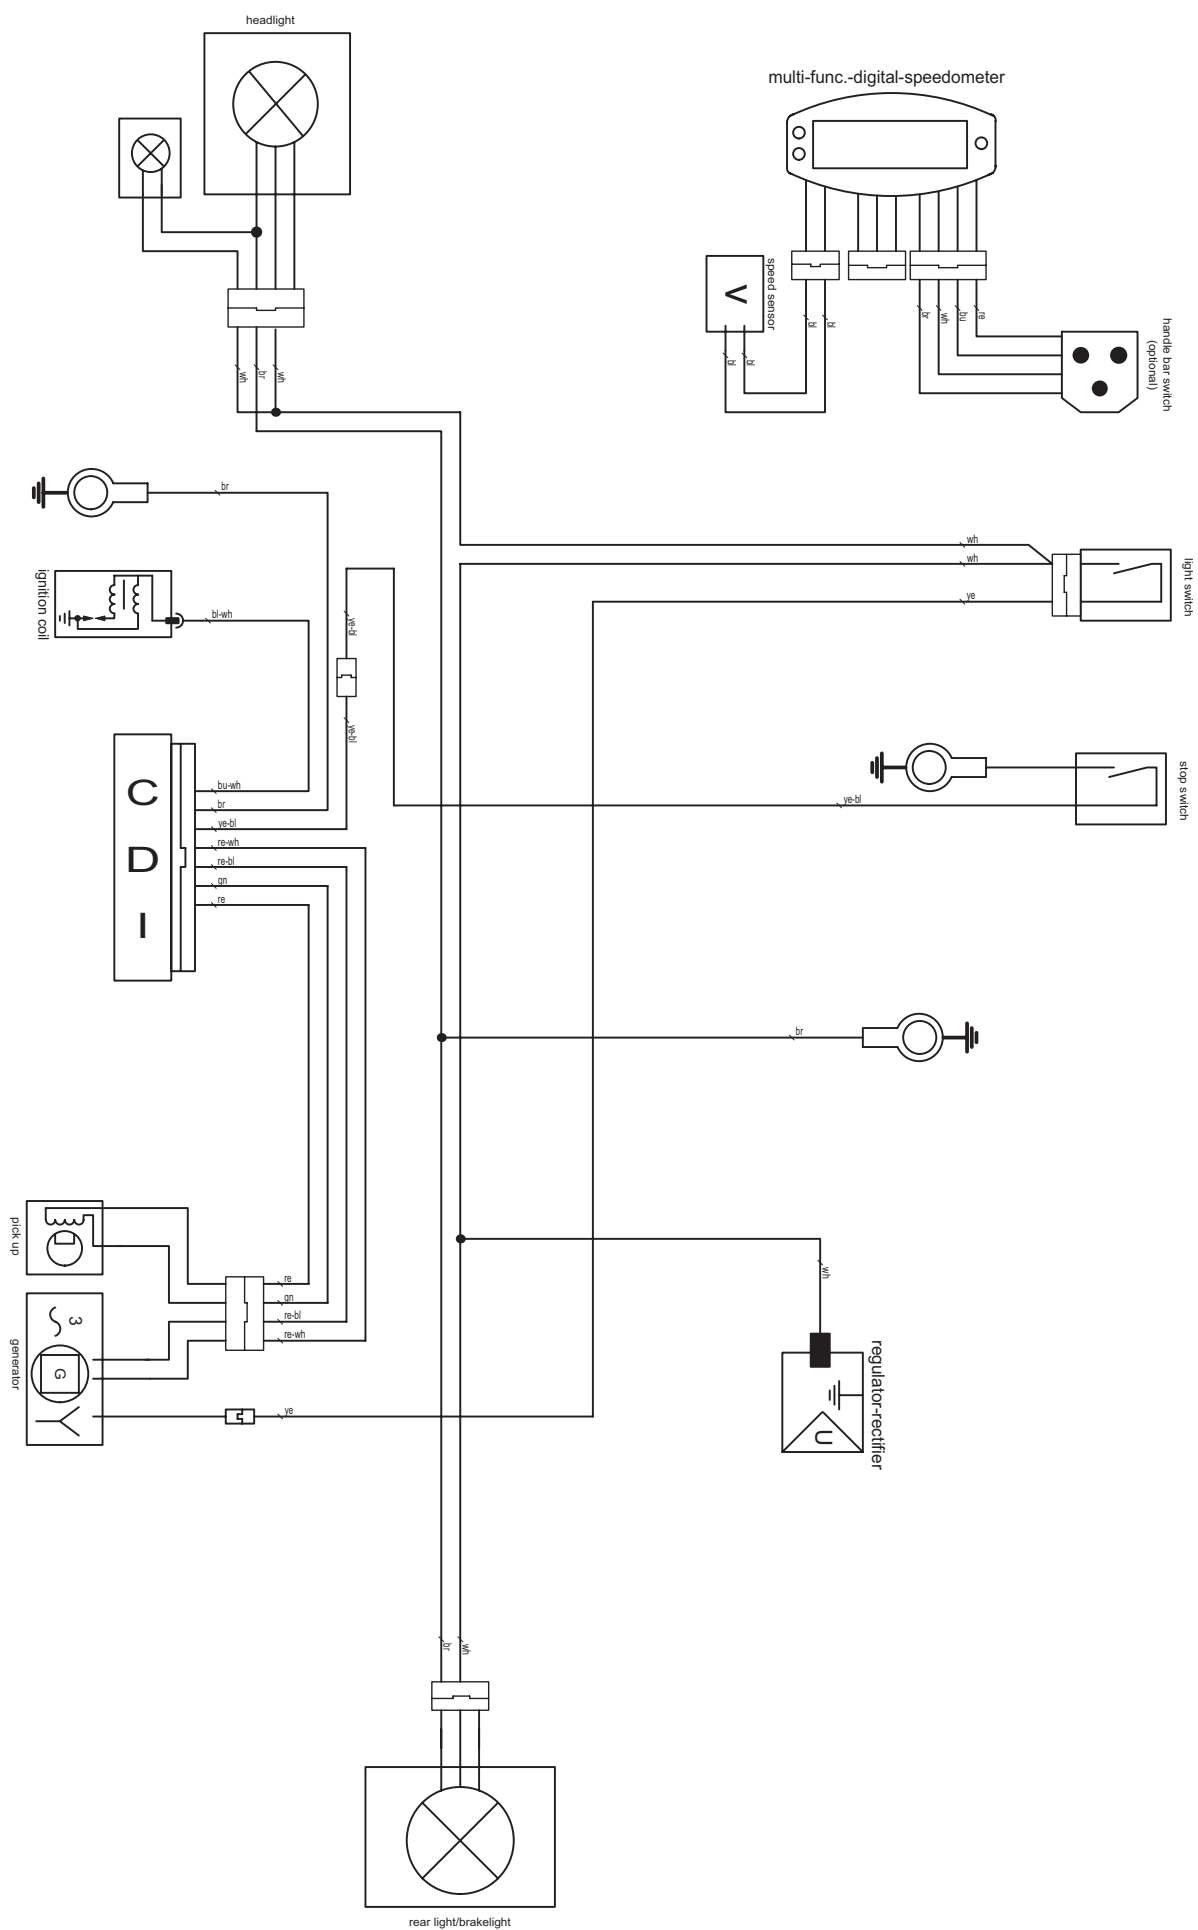 headlight
multi-func.-digital-speedometer
speed sensor
V
bl
bl
bl
bl
br
wh
bu
re
handle bar switch
(optional)
wh
br
wh
br
wh
wh
ye
light switch
ignition coil
bl-wh
ye-bl
ye-bl
stop switch
ye-bl
C
D
I
bu-wh
br
ye-bl
re-wh
re-bl
gn
re
br
pick up
re
gn
re-bl
re-wh
wh
generator
3
G
ye
regulator-rectifier
U
br
wh
rear light/brakelight